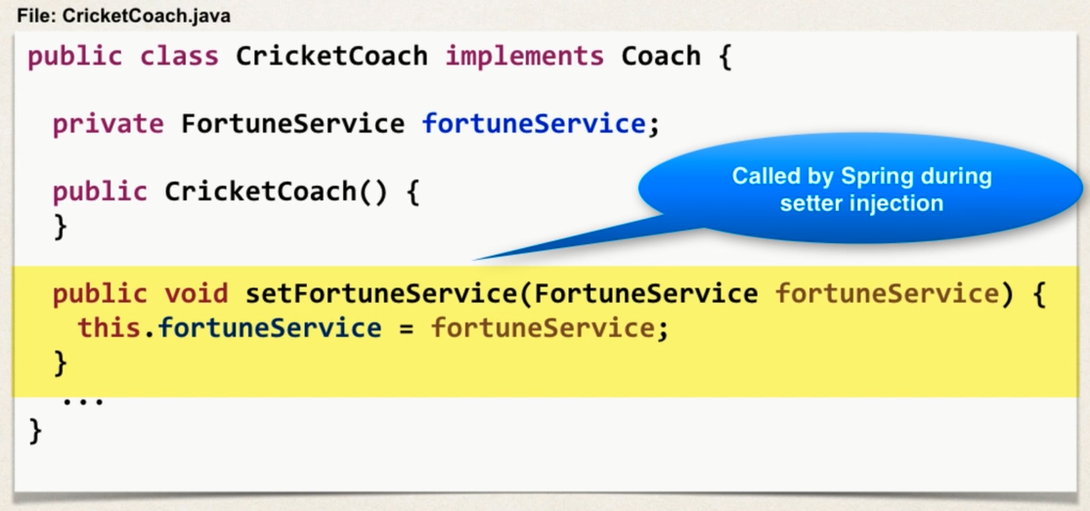 File: CricketCoach.java
public class CricketCoach implements Coach {
private FortuneService fortuneService;
public CricketCoach() {
}
Called by Spring during
setter injection
public void setFortuneService(FortuneService fortuneService) {
this.fortuneService = fortuneService;
}
...
}